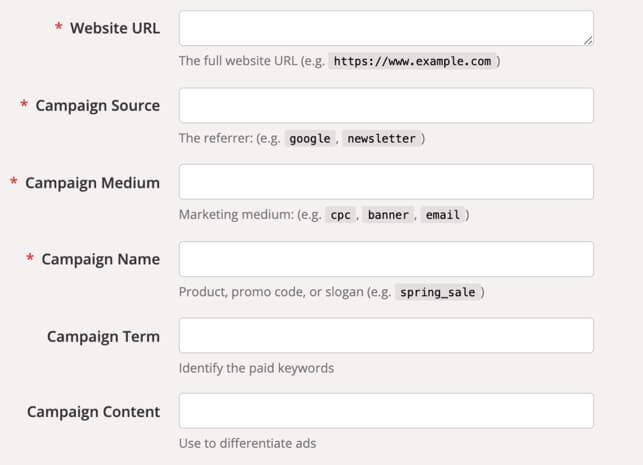 * Website URL
The full website URL (e.g. https://www.example.com )
* Campaign Source
The referrer: (e.g. google , newsletter )
* Campaign Medium
Marketing medium: (e.g. cpc , banner , email )
* Campaign Name
Product, promo code, or slogan (e.g. spring_sale )
Campaign Term
Identify the paid keywords
Campaign Content
Use to differentiate ads